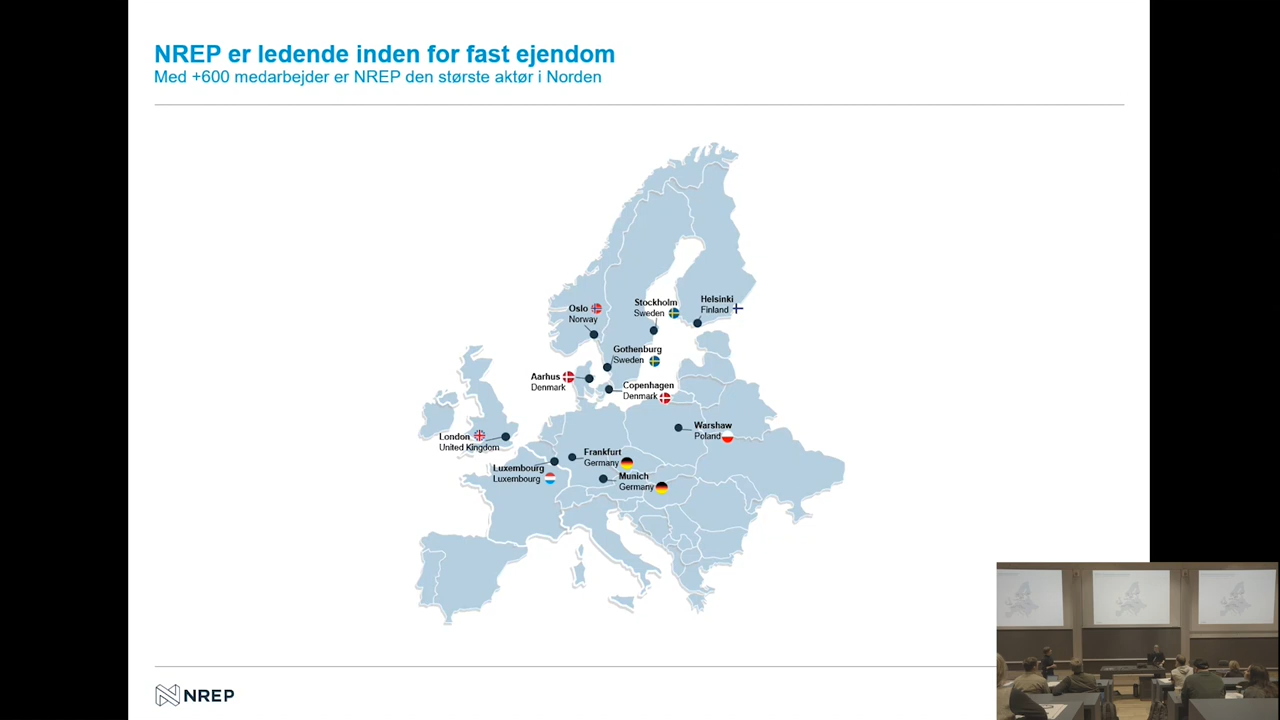 NREP er ledende inden for fast ejendom
Med +600 medarbejder er NREP den største aktør i Norden
Oslo
Norway
Stockholm
Sweden
Helsinki
Finland
Gothenburg
Sweden
Aarhus
Denmark
Copenhagen
Denmark
London
United Kingdom
Warshaw
Poland
Frankfurt
Germany
Luxembourg
Luxembourg
Munich
Germany
NREP